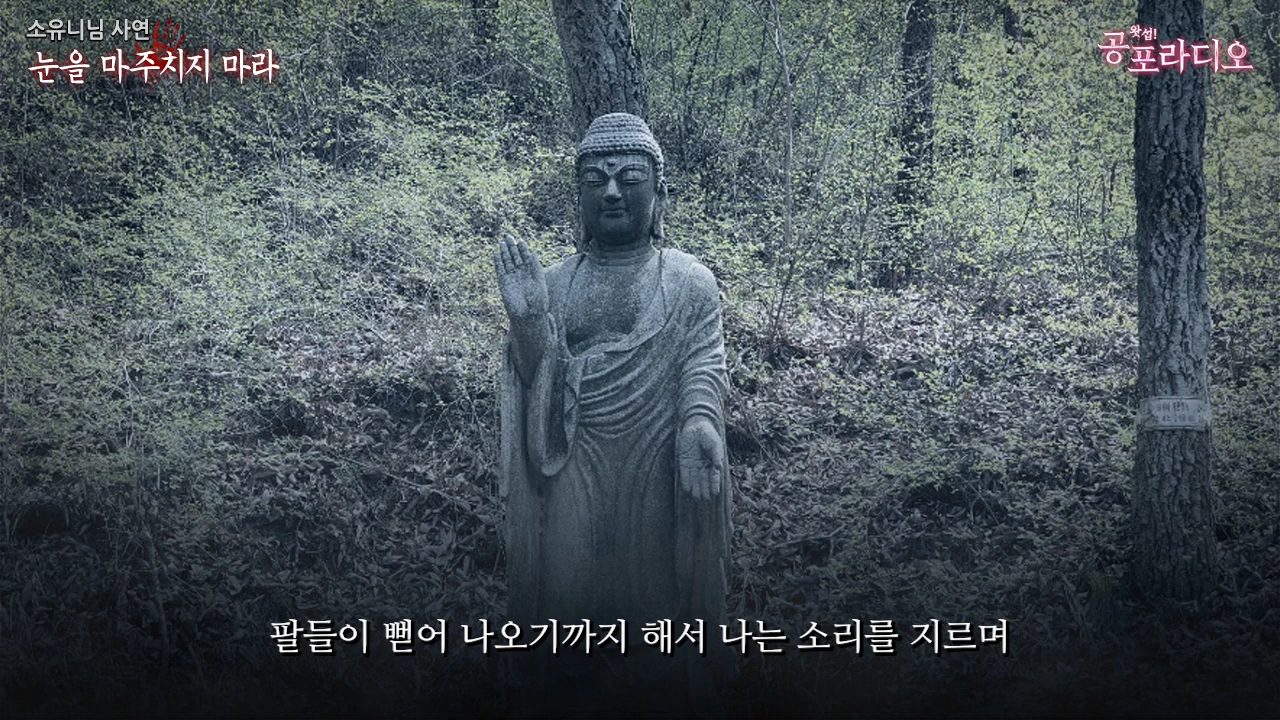 소유니님 사연
눈을 마주치지 마라
왓섭!
공포라디오
팔들이 뻗어 나오기까지 해서 나는 소리를 지르며